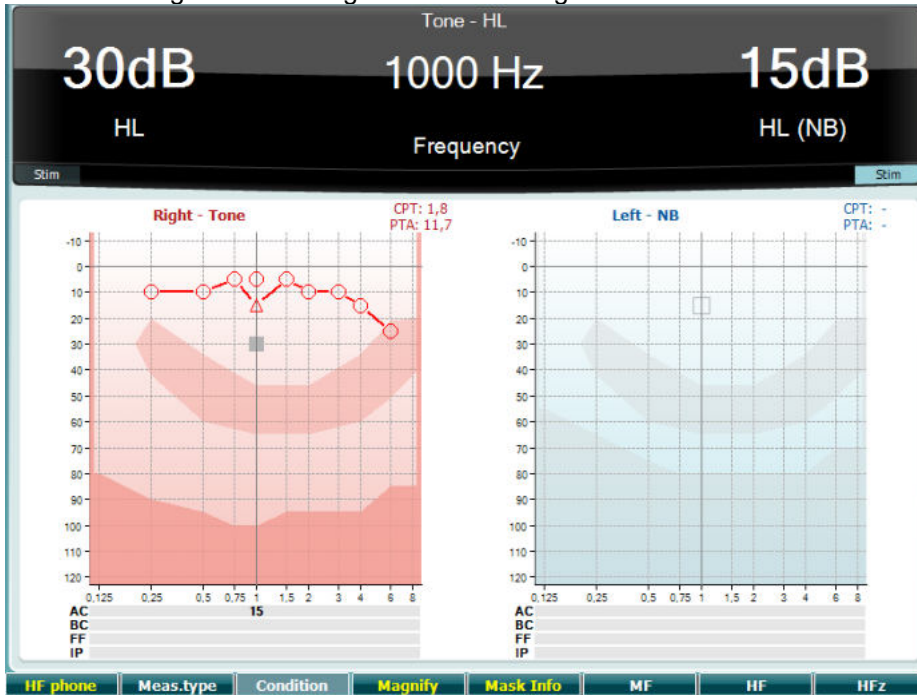 Tone - HL
30dB 1000 Hz 15dB
HL Frequency HL (NB)
Stim Stim
Right - Tone CPT: 1,8 Left - NB CPT: -
PTA: 11,7 PTA: -
-10 -10
0 0
10 10
20 20
30 30
40 40
50 50
60 60
70 70
80 80
90 90
100 100
110 110
120 120
0,125 0,25 0,5 0,75 1 1,5 2 3 4 6 8 0,125 0,25 0,5 0,75 1 1,5 2 3 4 6 8
AC 15 AC
BC BC
FF FF
IP IP
HF phone Meas.type Condition Magnify Mask Info MF HF HFz